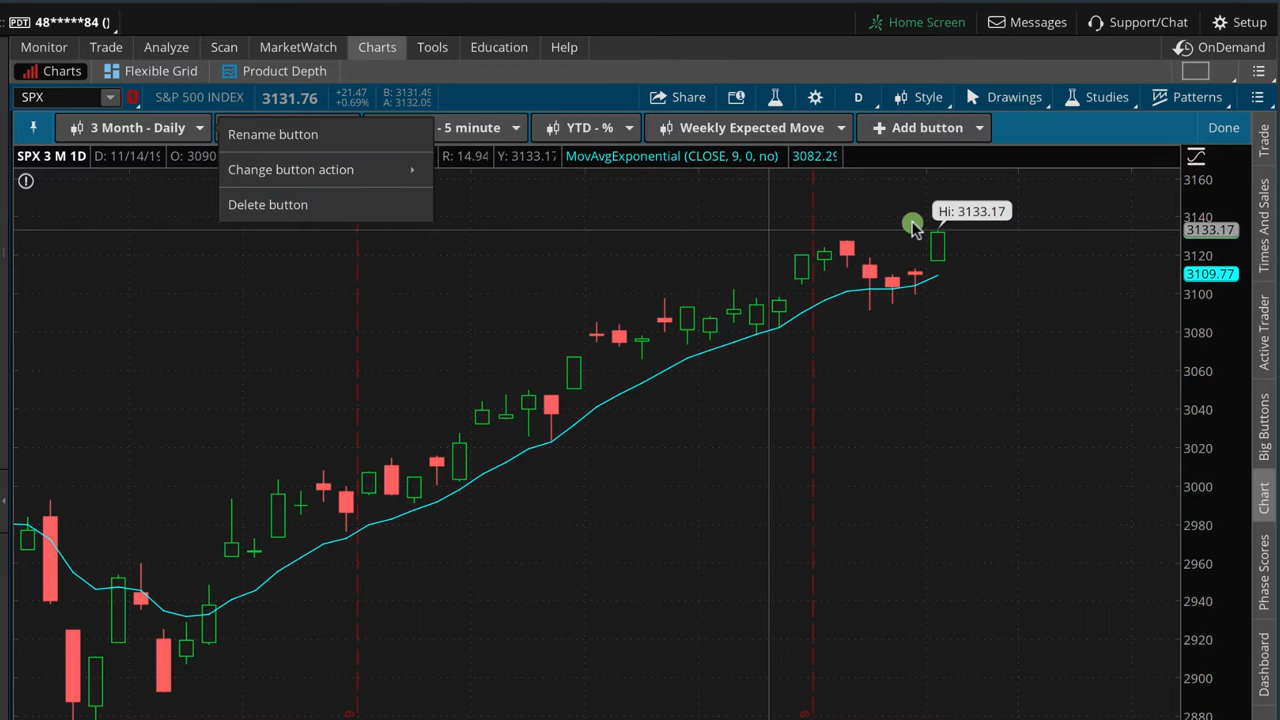 : PDT 48*****84 ()
Home Screen Messages Support/Chat Setup
Monitor Trade Analyze Scan MarketWatch Charts Tools Education Help OnDemand
Charts Flexible Grid Product Depth
SPX 1 S&P 500 INDEX 3131.76 +21.47 B: 3131.49
+0.69% A: 3132.05
Share D Style Drawings Studies Patterns
3 Month - Daily - 5 minute YTD - % Weekly Expected Move + Add button Done
Rename button
Change button action
Delete button
SPX 3 M 1D D: 11/14/19 O: 3090 R: 14.94 Y: 3133.17 MovAvgExponential (CLOSE, 9, 0, no) 3082.29
Hi: 3133.17
3160
3140
3133.17
3120
3109.77
3100
3080
3060
3040
3020
3000
2980
2960
2940
2920
2900
2880
Trade
Times And Sales
Active Trader
Big Buttons
Chart
Phase Scores
Dashboard